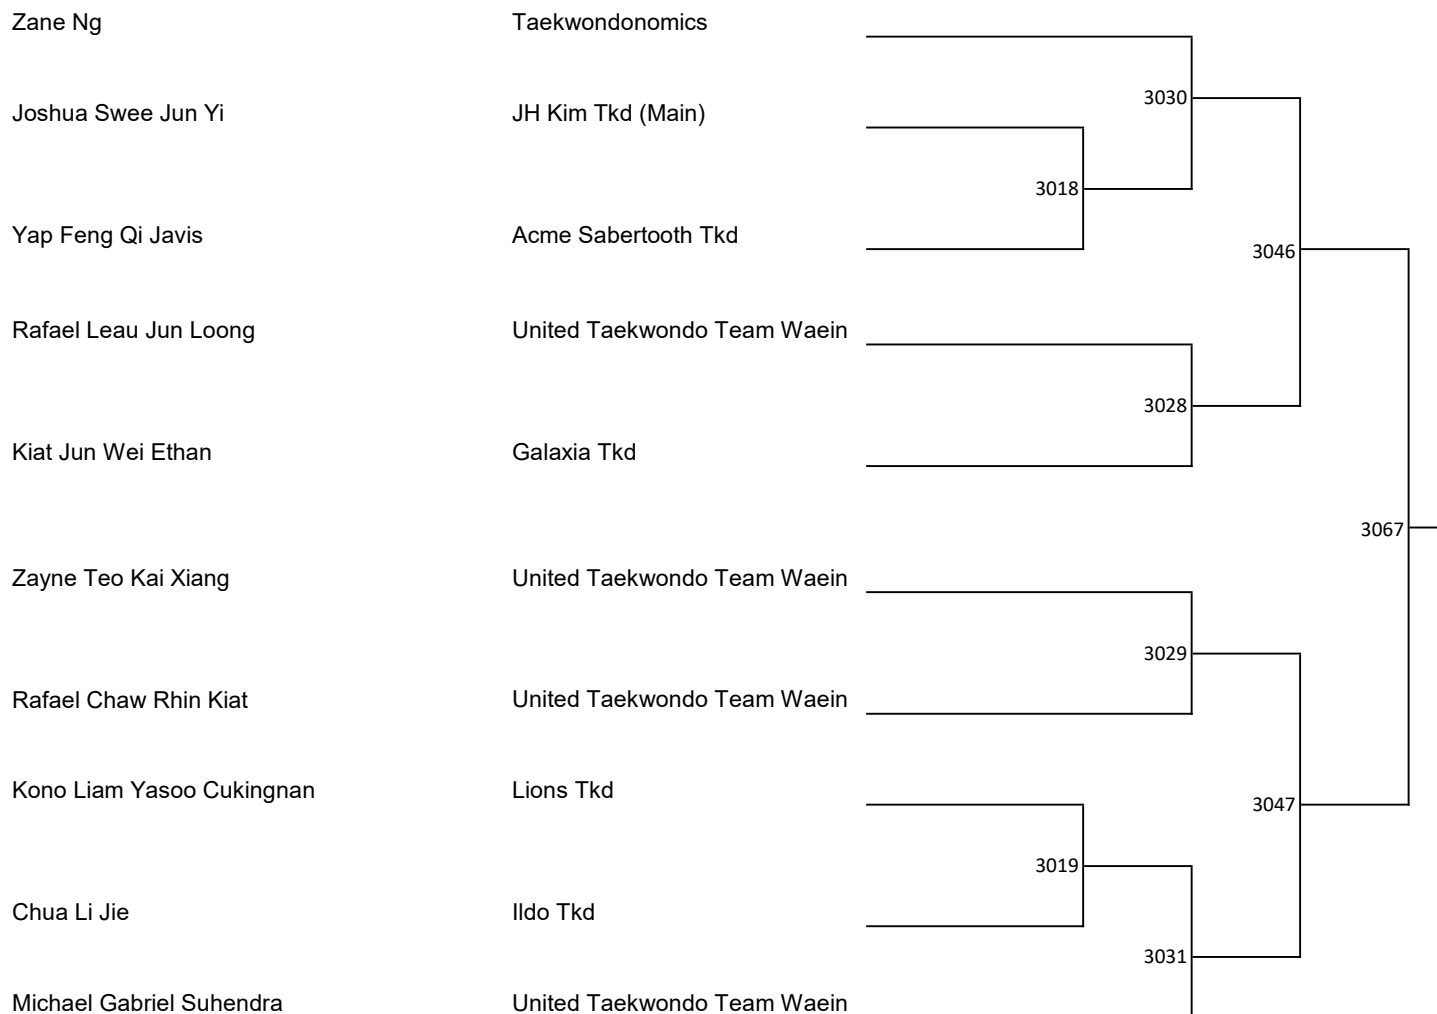 Zane Ng Taekwondonomics
3030
Joshua Swee Jun Yi JH Kim Tkd (Main)
3018
Yap Feng Qi Javis Acme Sabertooth Tkd
3046
Rafael Leau Jun Loong United Taekwondo Team Waein
3028
Kiat Jun Wei Ethan Galaxia Tkd
3067
Zayne Teo Kai Xiang United Taekwondo Team Waein
3029
Rafael Chaw Rhin Kiat United Taekwondo Team Waein
Kono Liam Yasoo Cukingnan Lions Tkd
3047
3019
Chua Li Jie Ildo Tkd
3031
Michael Gabriel Suhendra United Taekwondo Team Waein